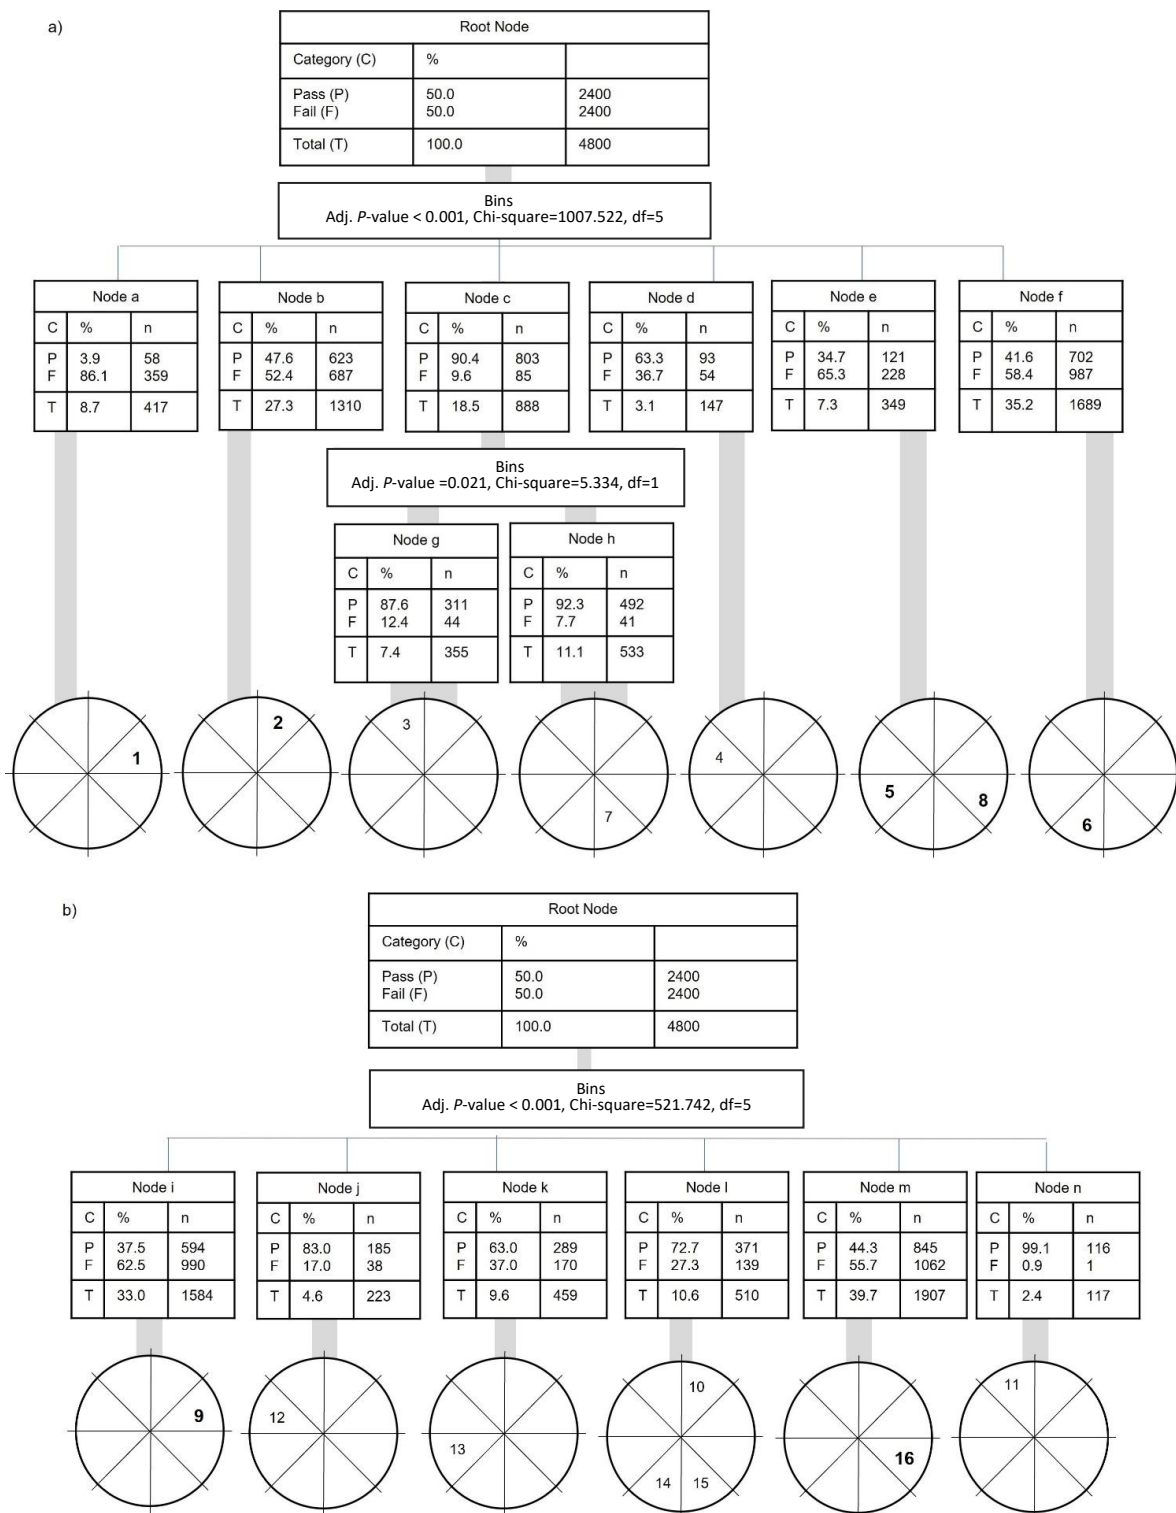 a)
Root Node
Category (C) %
Pass (P) 50.0 2400
Fail (F) 50.0 2400
Total (T) 100.0 4800
Bins
Adj. P-value < 0.001, Chi-square=1007.522, df=5
Node a
C % n
P 3.9 58
F 86.1 359
T 8.7 417
Node b
C % n
P 47.6 623
F 52.4 687
T 27.3 1310
Node c
C % n
P 90.4 803
F 9.6 85
T 18.5 888
Node d
C % n
P 63.3 93
F 36.7 54
T 3.1 147
Node e
C % n
P 34.7 121
F 65.3 228
T 7.3 349
Node f
C % n
P 41.6 702
F 58.4 987
T 35.2 1689
Bins
Adj. P-value =0.021, Chi-square=5.334, df=1
Node g
C % n
P 87.6 311
F 12.4 44
T 7.4 355
Node h
C % n
P 92.3 492
F 7.7 41
T 11.1 533
1
2
3
7
4
5 8
6
b)
Root Node
Category (C) %
Pass (P) 50.0 2400
Fail (F) 50.0 2400
Total (T) 100.0 4800
Bins
Adj. P-value < 0.001, Chi-square=521.742, df=5
Node i
C % n
P 37.5 594
F 62.5 990
T 33.0 1584
Node j
C % n
P 83.0 185
F 17.0 38
T 4.6 223
Node k
C % n
P 63.0 289
F 37.0 170
T 9.6 459
Node l
C % n
P 72.7 371
F 27.3 139
T 10.6 510
Node m
C % n
P 44.3 845
F 55.7 1062
T 39.7 1907
Node n
C % n
P 99.1 116
F 0.9 1
T 2.4 117
9
12
13
10
14 15
16
11